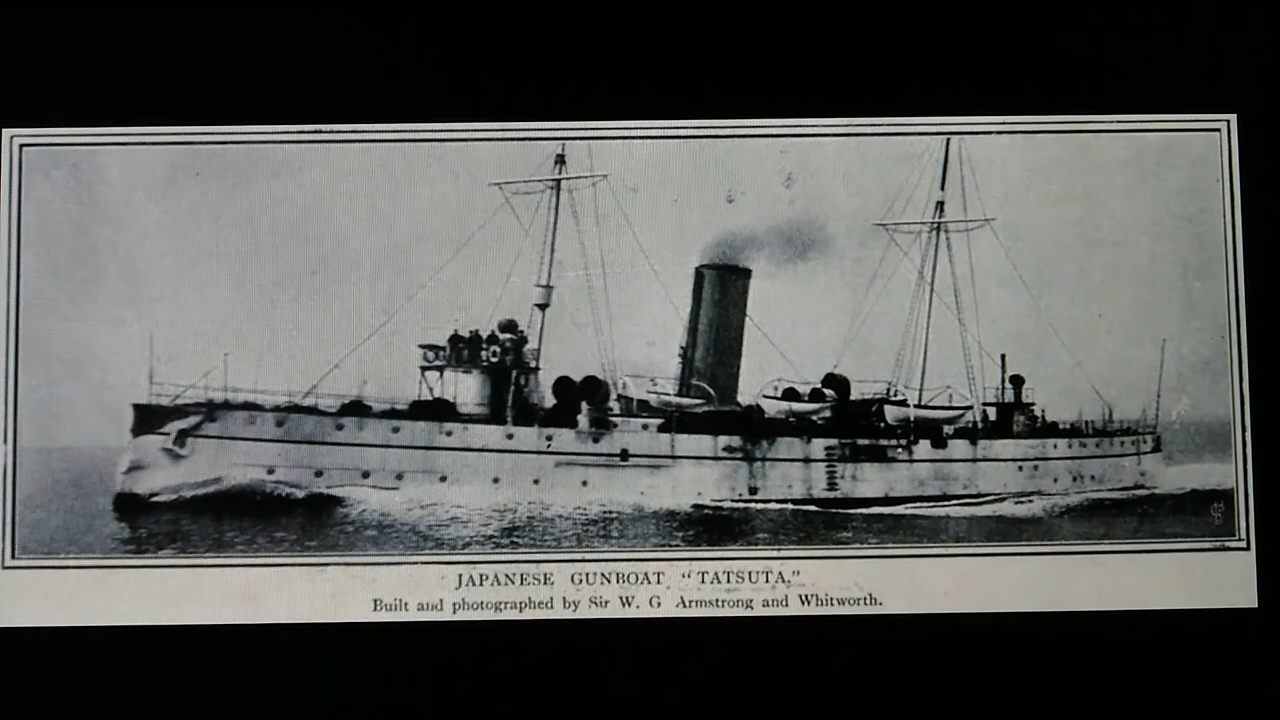 JAPANESE GUNBOAT "TATSUTA."
Built and photographed by Sir W. G Armstrong and Whitworth.